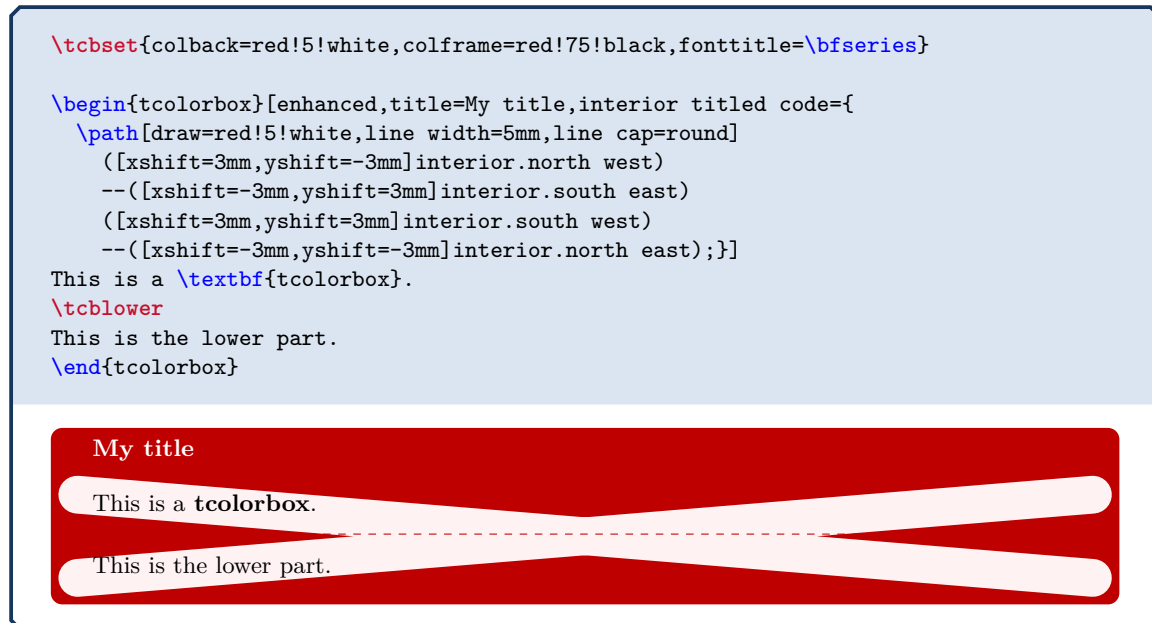 \tcbset{colback=red!5!white,colframe=red!75!black,fonttitle=\bfseries}
\begin{tcolorbox}[enhanced,title=My title,interior titled code={
\path[draw=red!5!white,line width=5mm,line cap=round]
([xshift=3mm,yshift=-3mm]interior.north west)
--([xshift=-3mm,yshift=3mm]interior.south east)
([xshift=3mm,yshift=3mm]interior.south west)
--([xshift=-3mm,yshift=-3mm]interior.north east);}]
This is a \textbf{tcolorbox}.
\tcblower
This is the lower part.
\end{tcolorbox}
My title
This is a tcolorbox.
This is the lower part.